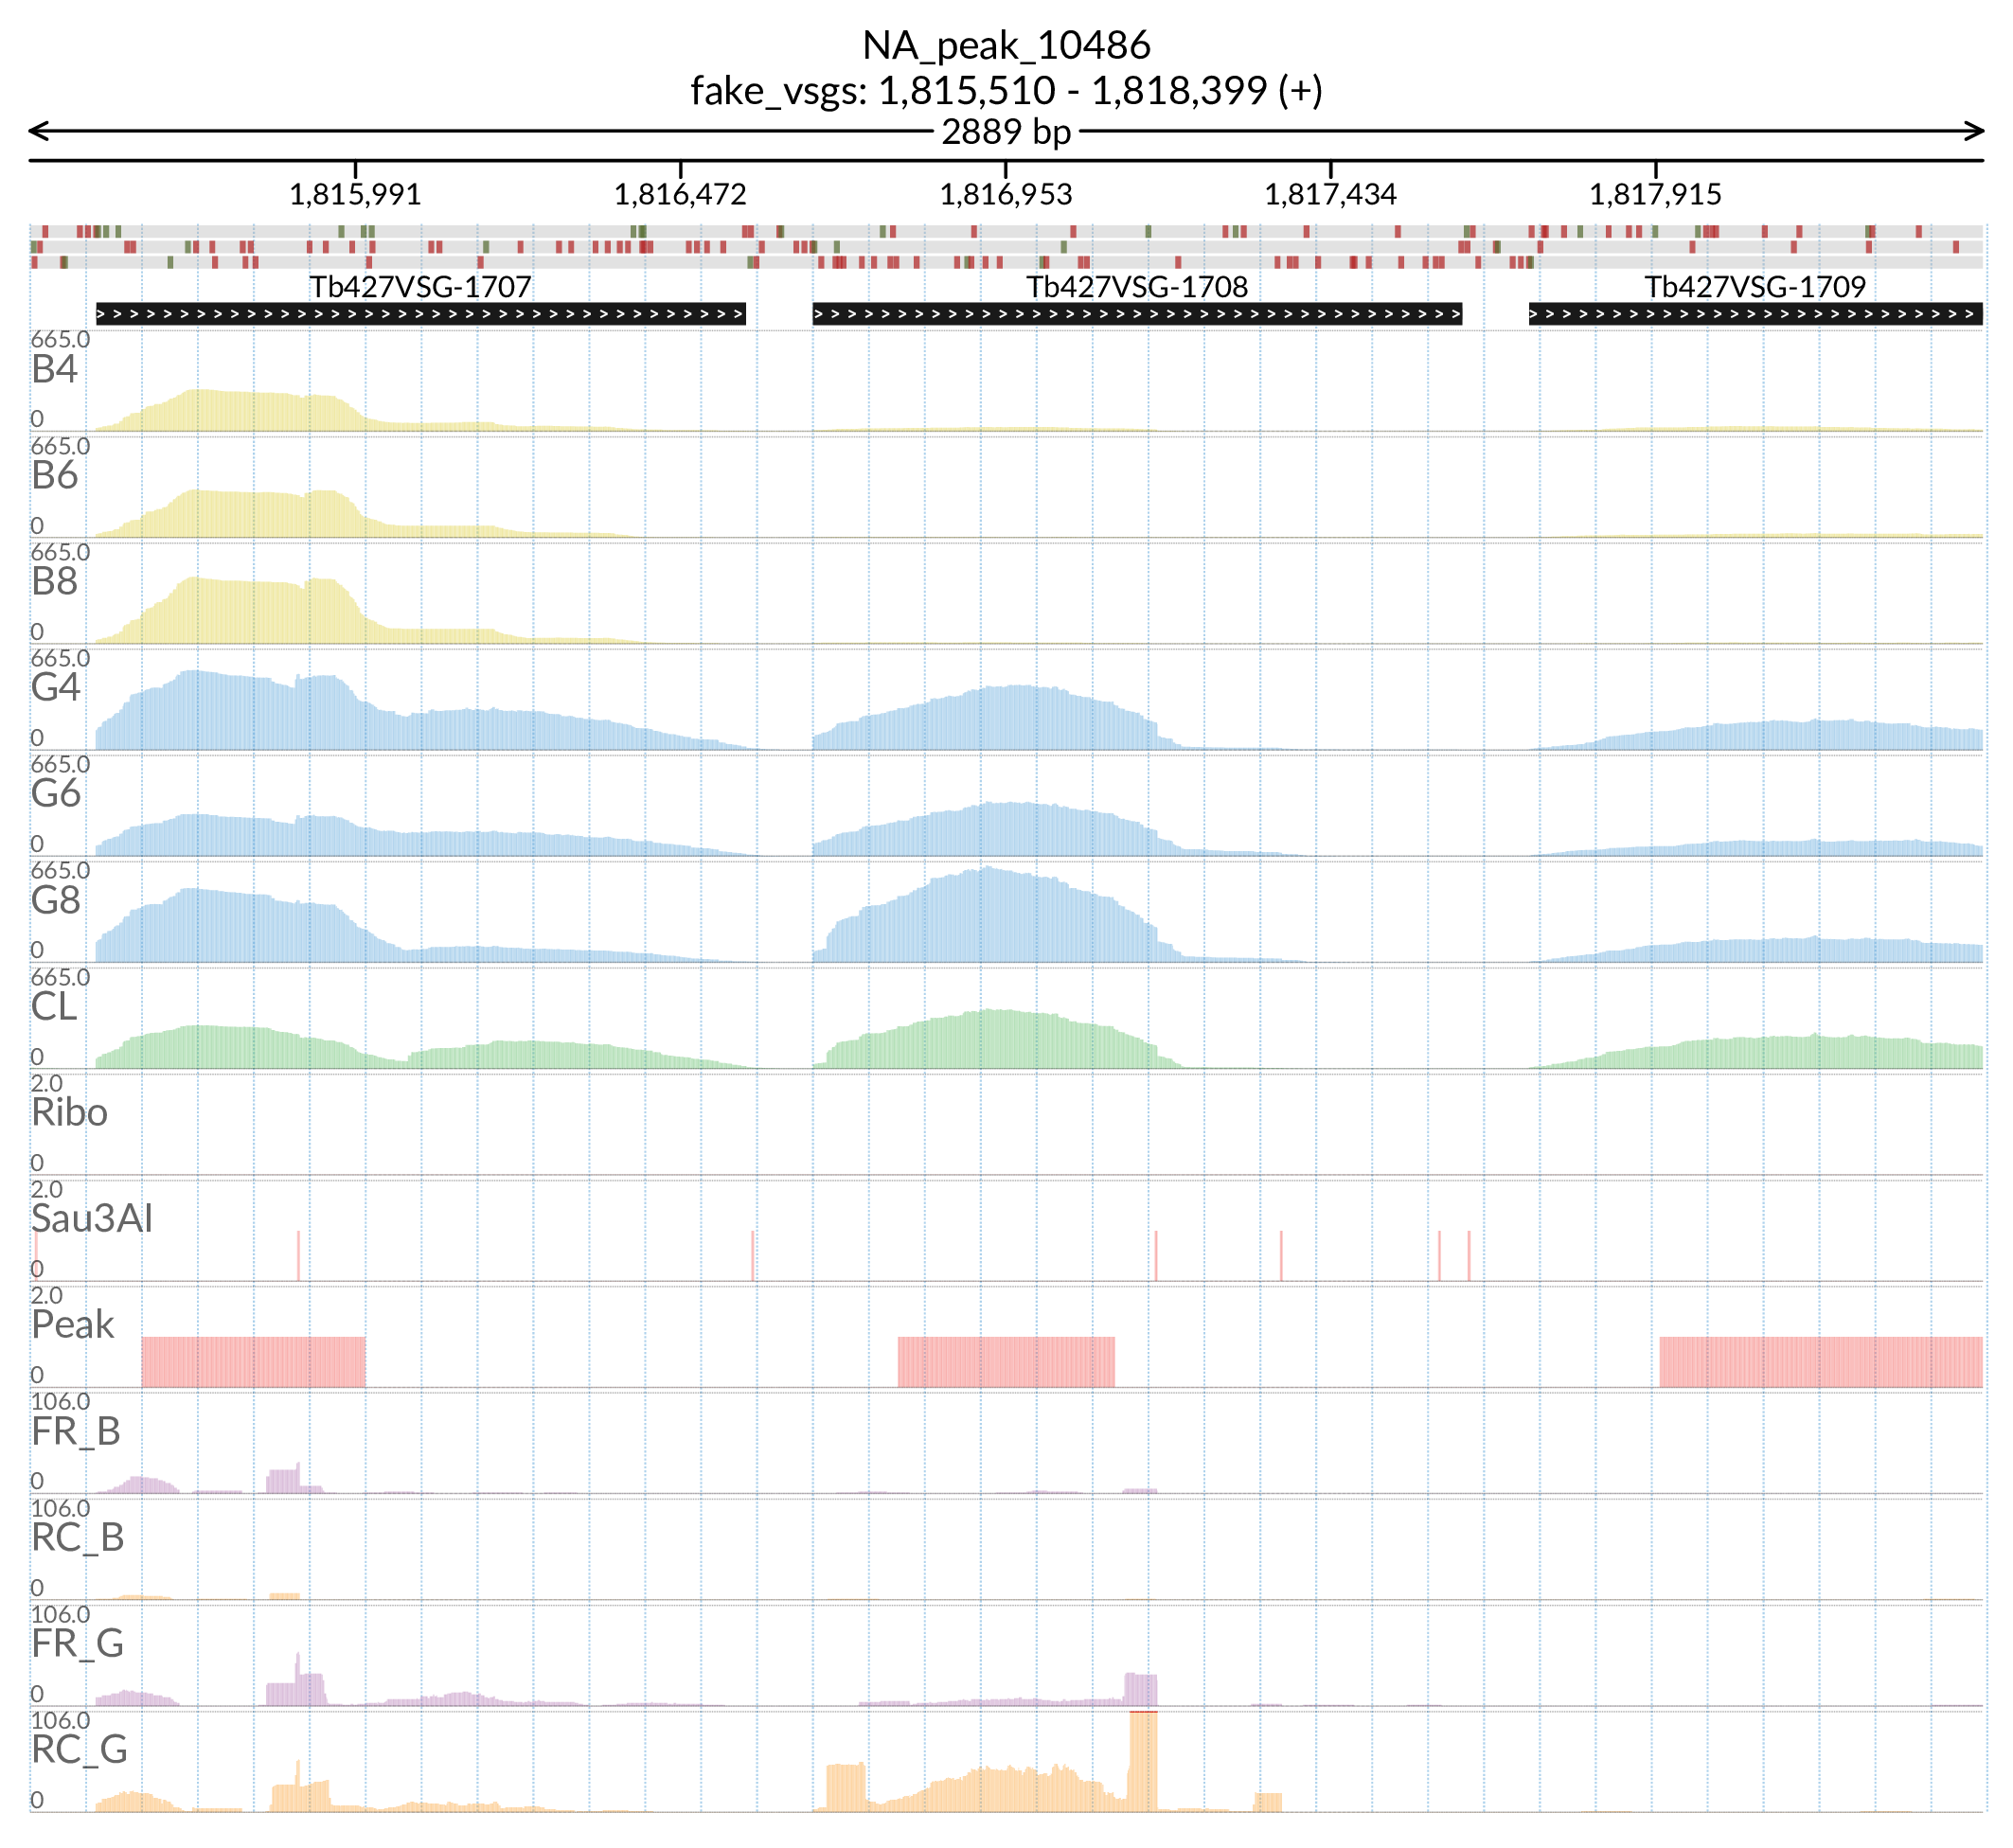 NA_peak_10486
fake_vsgs: 1,815,510 - 1,818,399 (+)
2889 bp
1,815,991 1,816,472 1,816,953 1,817,434 1,817,915
Tb427VSG-1707 Tb427VSG-1708 Tb427VSG-1709
665.0
B4
0
665.0
B6
0
665.0
B8
0
665.0
G4
0
665.0
G6
0
665.0
G8
0
665.0
CL
0
2.0
Ribo
0
2.0
Sau3AI
0
2.0
Peak
0
106.0
FR_B
0
106.0
RC_B
0
106.0
FR_G
0
106.0
RC_G
0